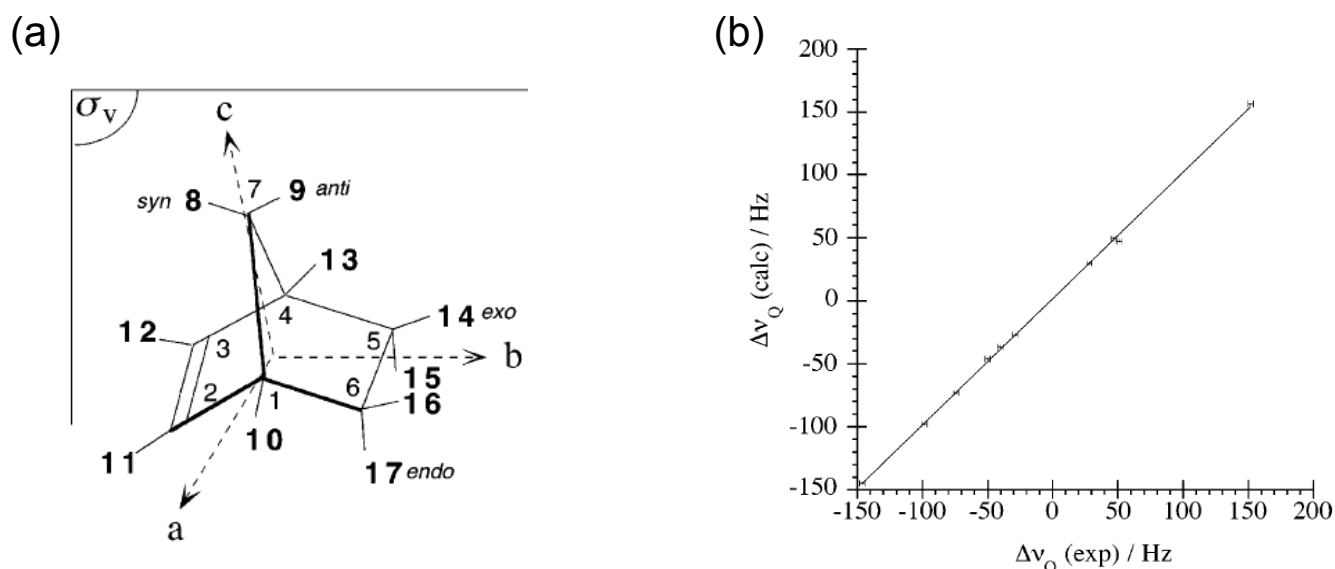 (a)
σv
c
7
syn 8
9 anti
13
12
3
4
14 exo
5
b
15
2
6
1
16
10
11
17 endo
a
(b)
200
150
100
50
0
-50
-100
-150
ΔνQ (calc) / Hz
-150 -100 -50 0 50 100 150 200
ΔνQ (exp) / Hz